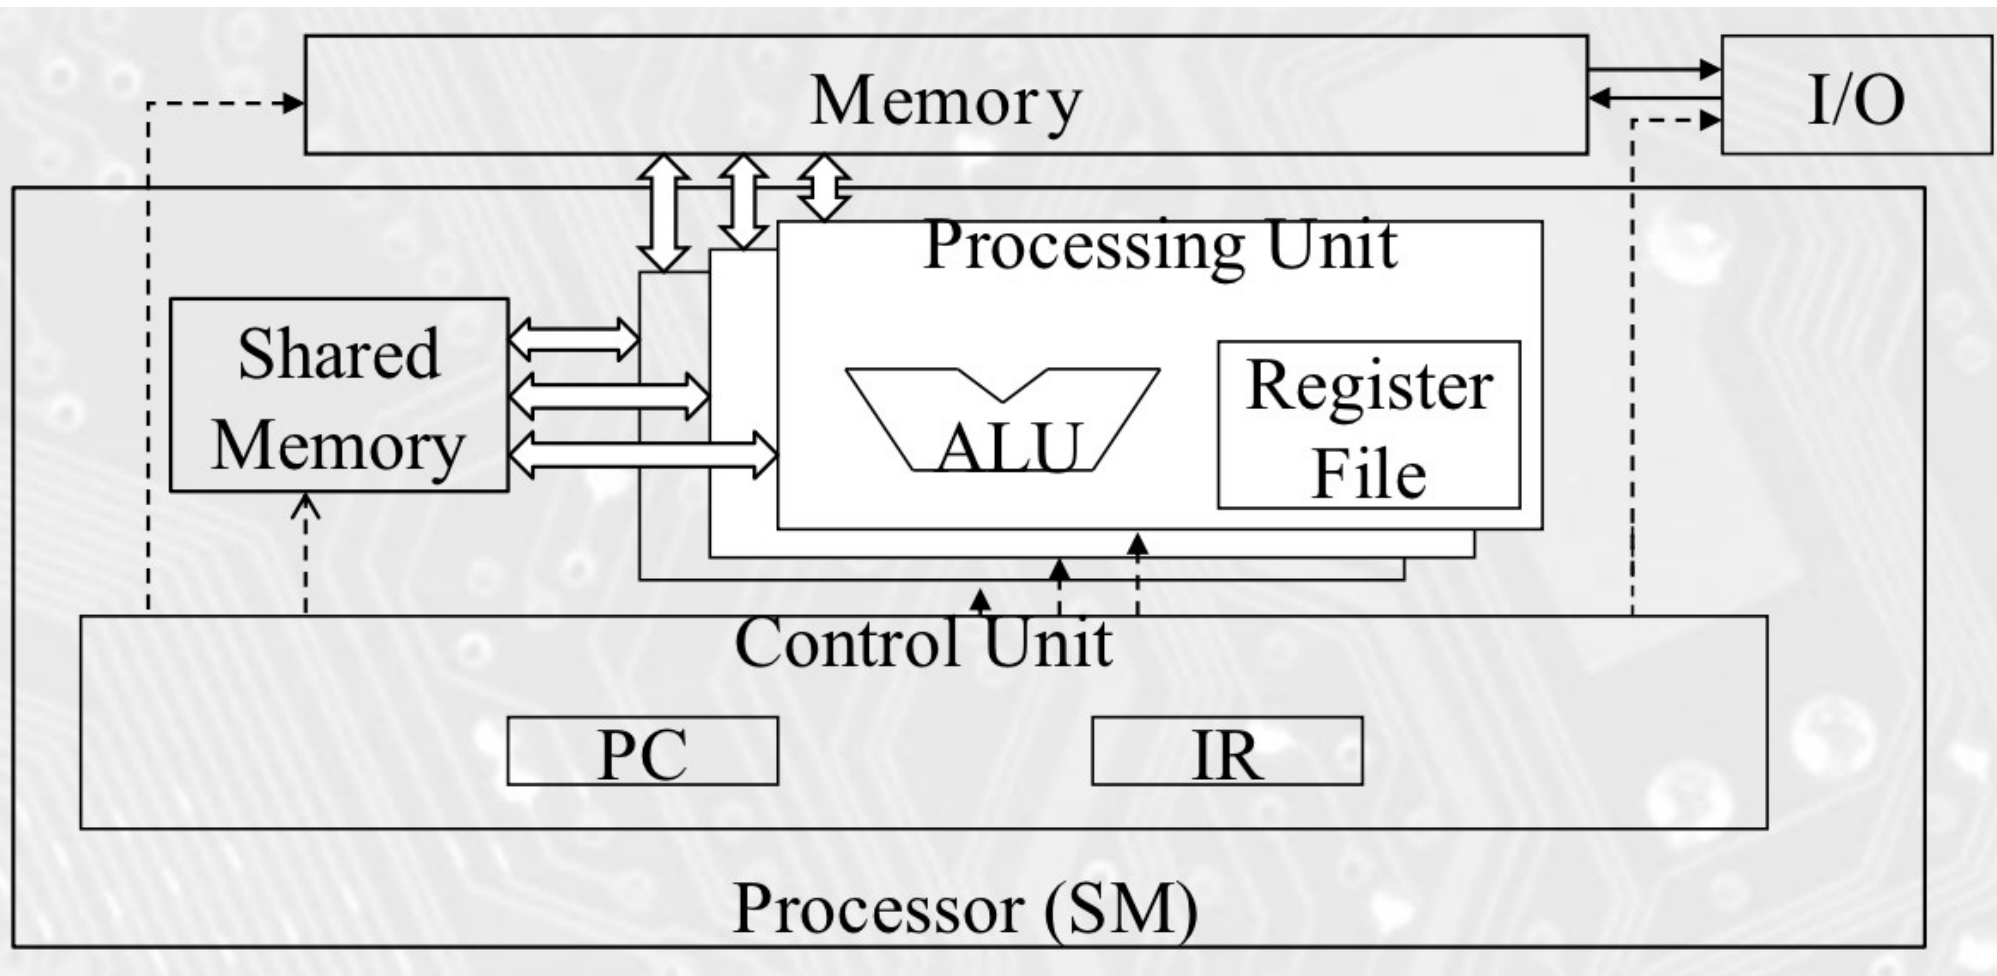 Memory
I/O
Processing Unit
Shared
Memory
ALU
Register
File
Control Unit
PC
IR
Processor (SM)